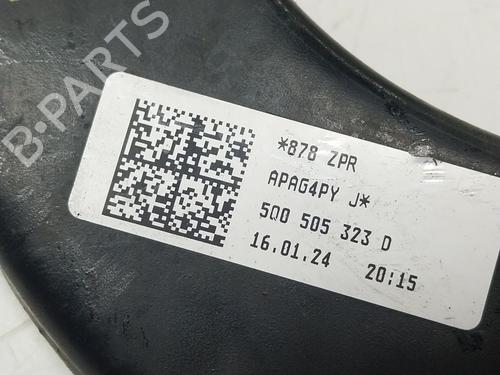 B-PARTS
*878 ZPR
APAG4PY J*
5Q0 505 323 D
16.01.24 20:15